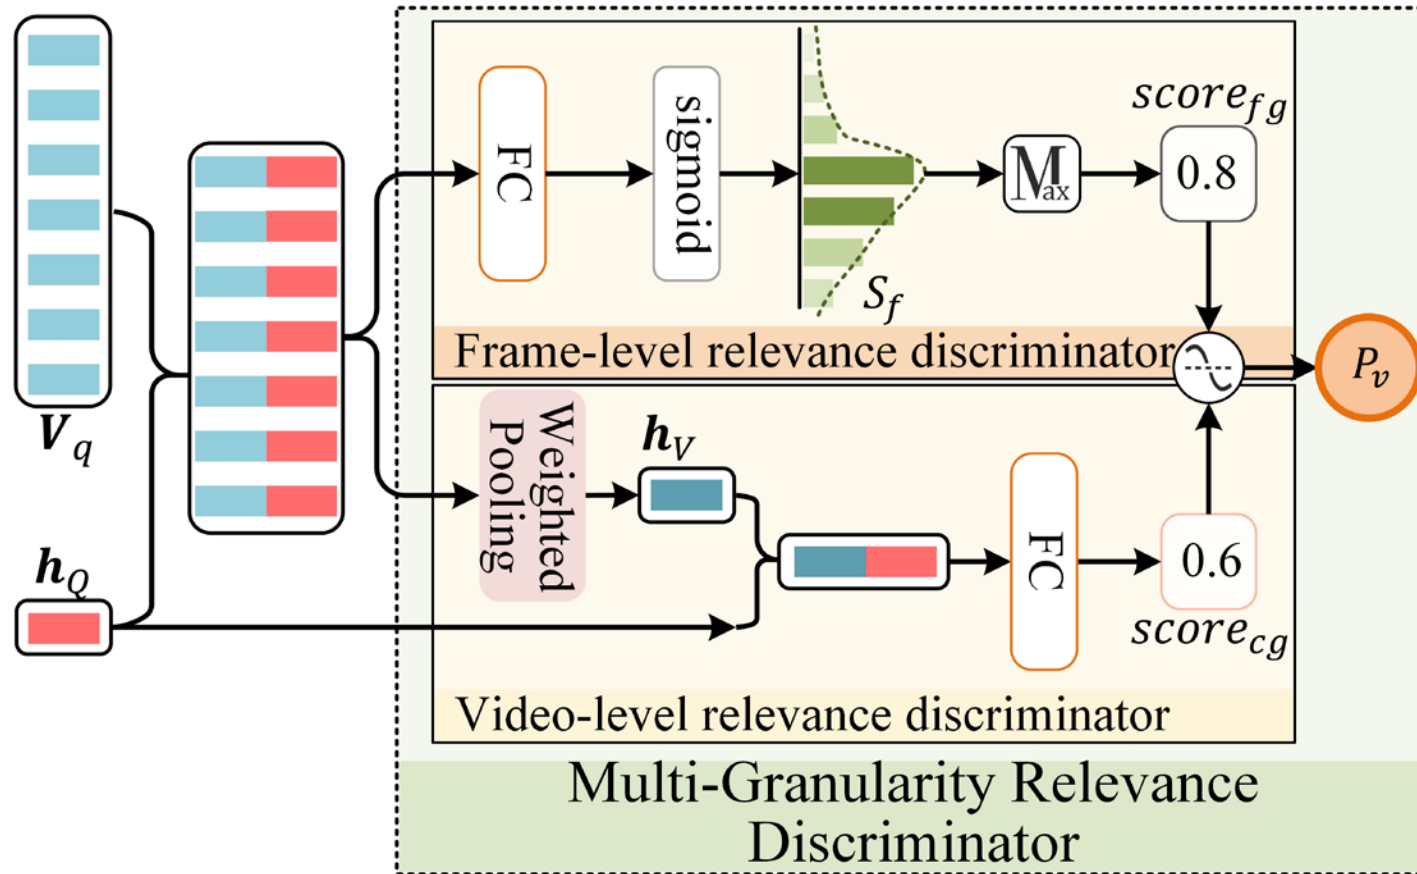 V_q
h_Q
FC
sigmoid
S_f
Max
score_fg
0.8
Frame-level relevance discriminator
P_v
Weighted
Pooling
h_V
FC
0.6
score_cg
Video-level relevance discriminator
Multi-Granularity Relevance
Discriminator